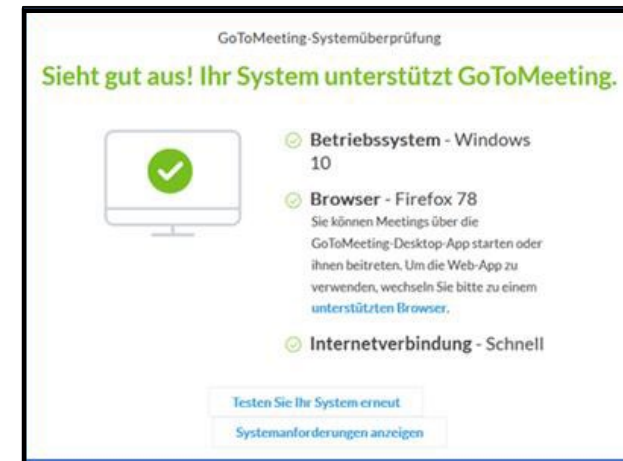 GoToMeeting-Systemüberprüfung
Sieht gut aus! Ihr System unterstützt GoToMeeting.
Betriebssystem - Windows
10
Browser - Firefox 78
Sie können Meetings über die
GoToMeeting-Desktop-App starten oder
ihnen beitreten. Um die Web-App zu
verwenden, wechseln Sie bitte zu einem
unterstützten Browser.
Internetverbindung - Schnell
Testen Sie Ihr System erneut
Systemanforderungen anzeigen